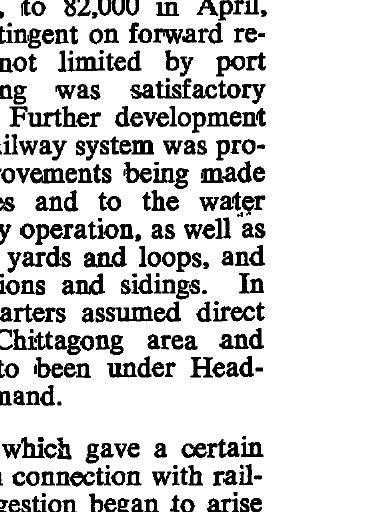 , to 82,000 in April,
tingent on forward re-
not limited by port
ng was satisfactory
Further development
ilway system was pro-
ovements being made
es and to the water
y operation, as well as
yards and loops, and
ions and sidings. In
arters assumed direct
Chittagong area and
to been under Head-
mand.
which gave a certain
connection with rail-
gestion began to arise